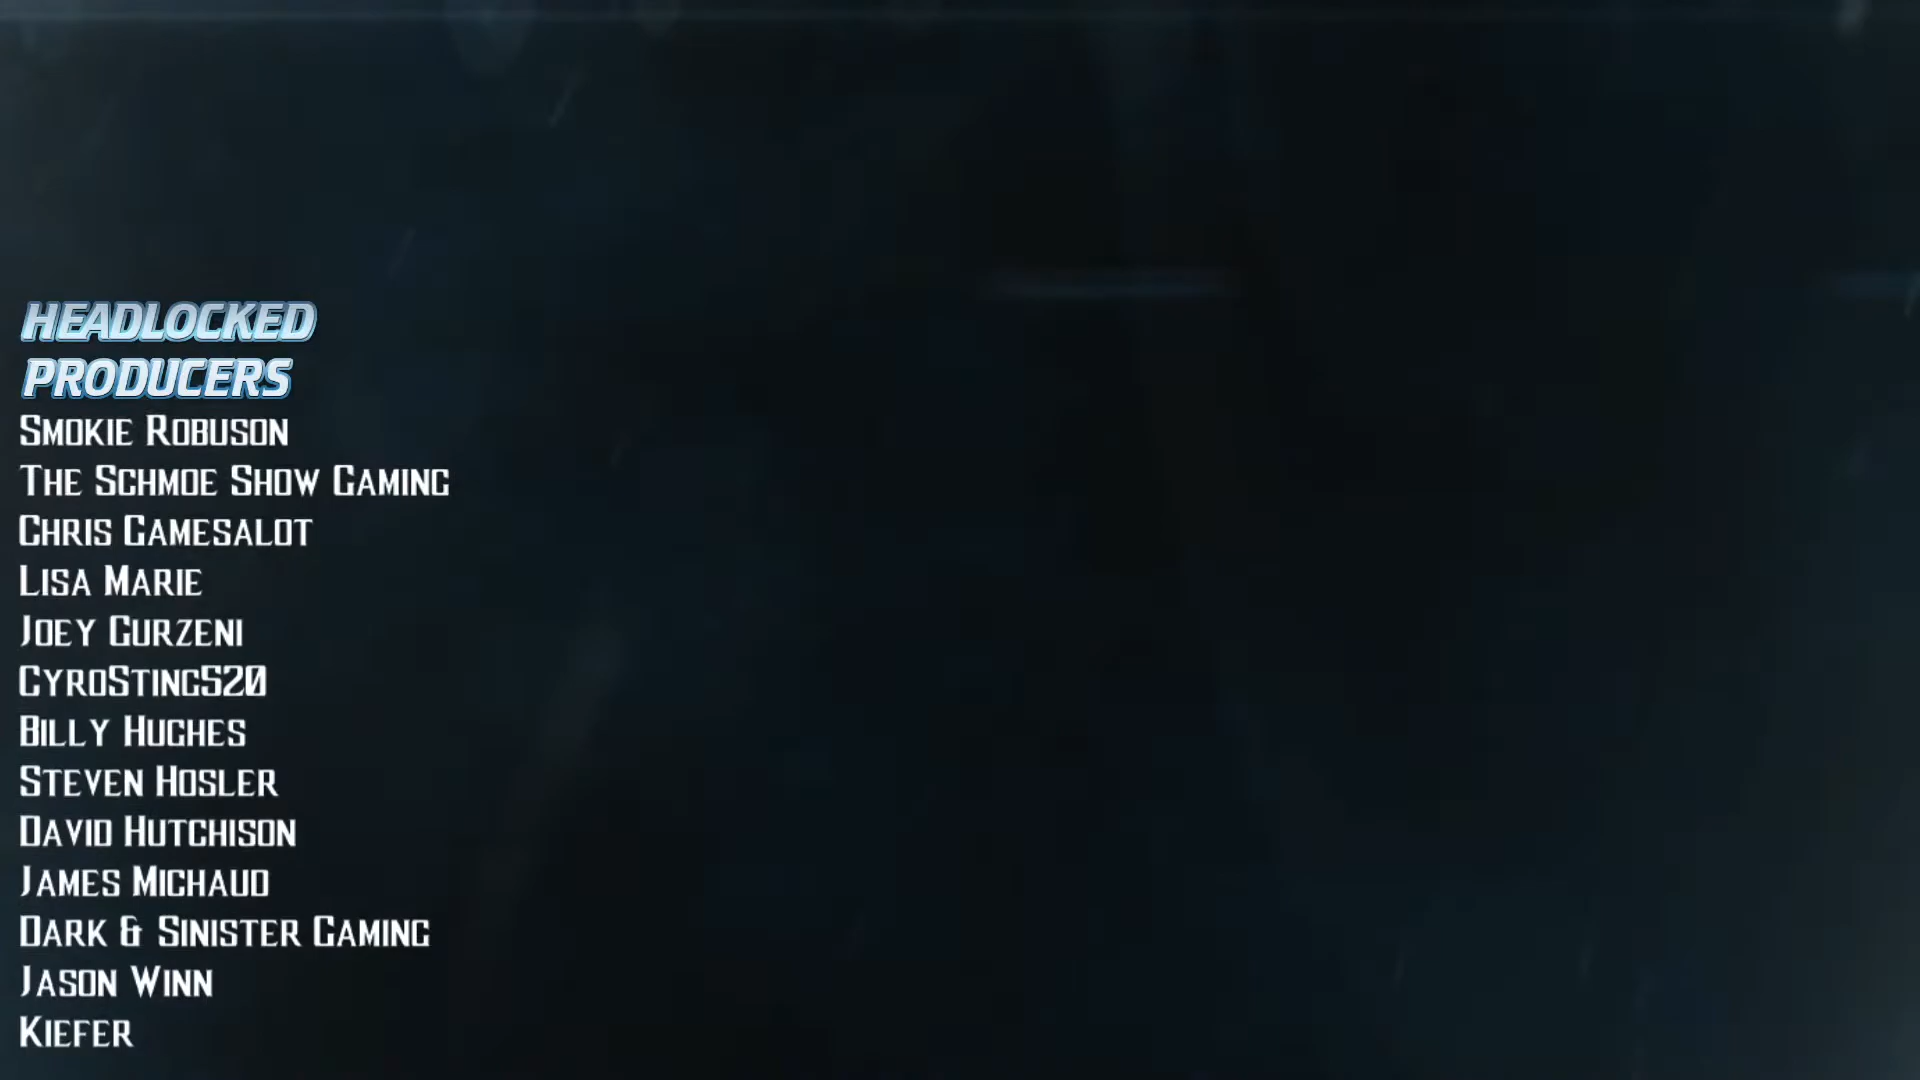 HEADLOCKED
PRODUCERS
Smokie Robuson
The Schmoe Show Gaming
Chris Gamesalot
Lisa Marie
Joey Gurzeni
CyroStingS20
Billy Hughes
Steven Hosler
David Hutchison
James Michaud
Dark & Sinister Gaming
Jason Winn
Kiefer